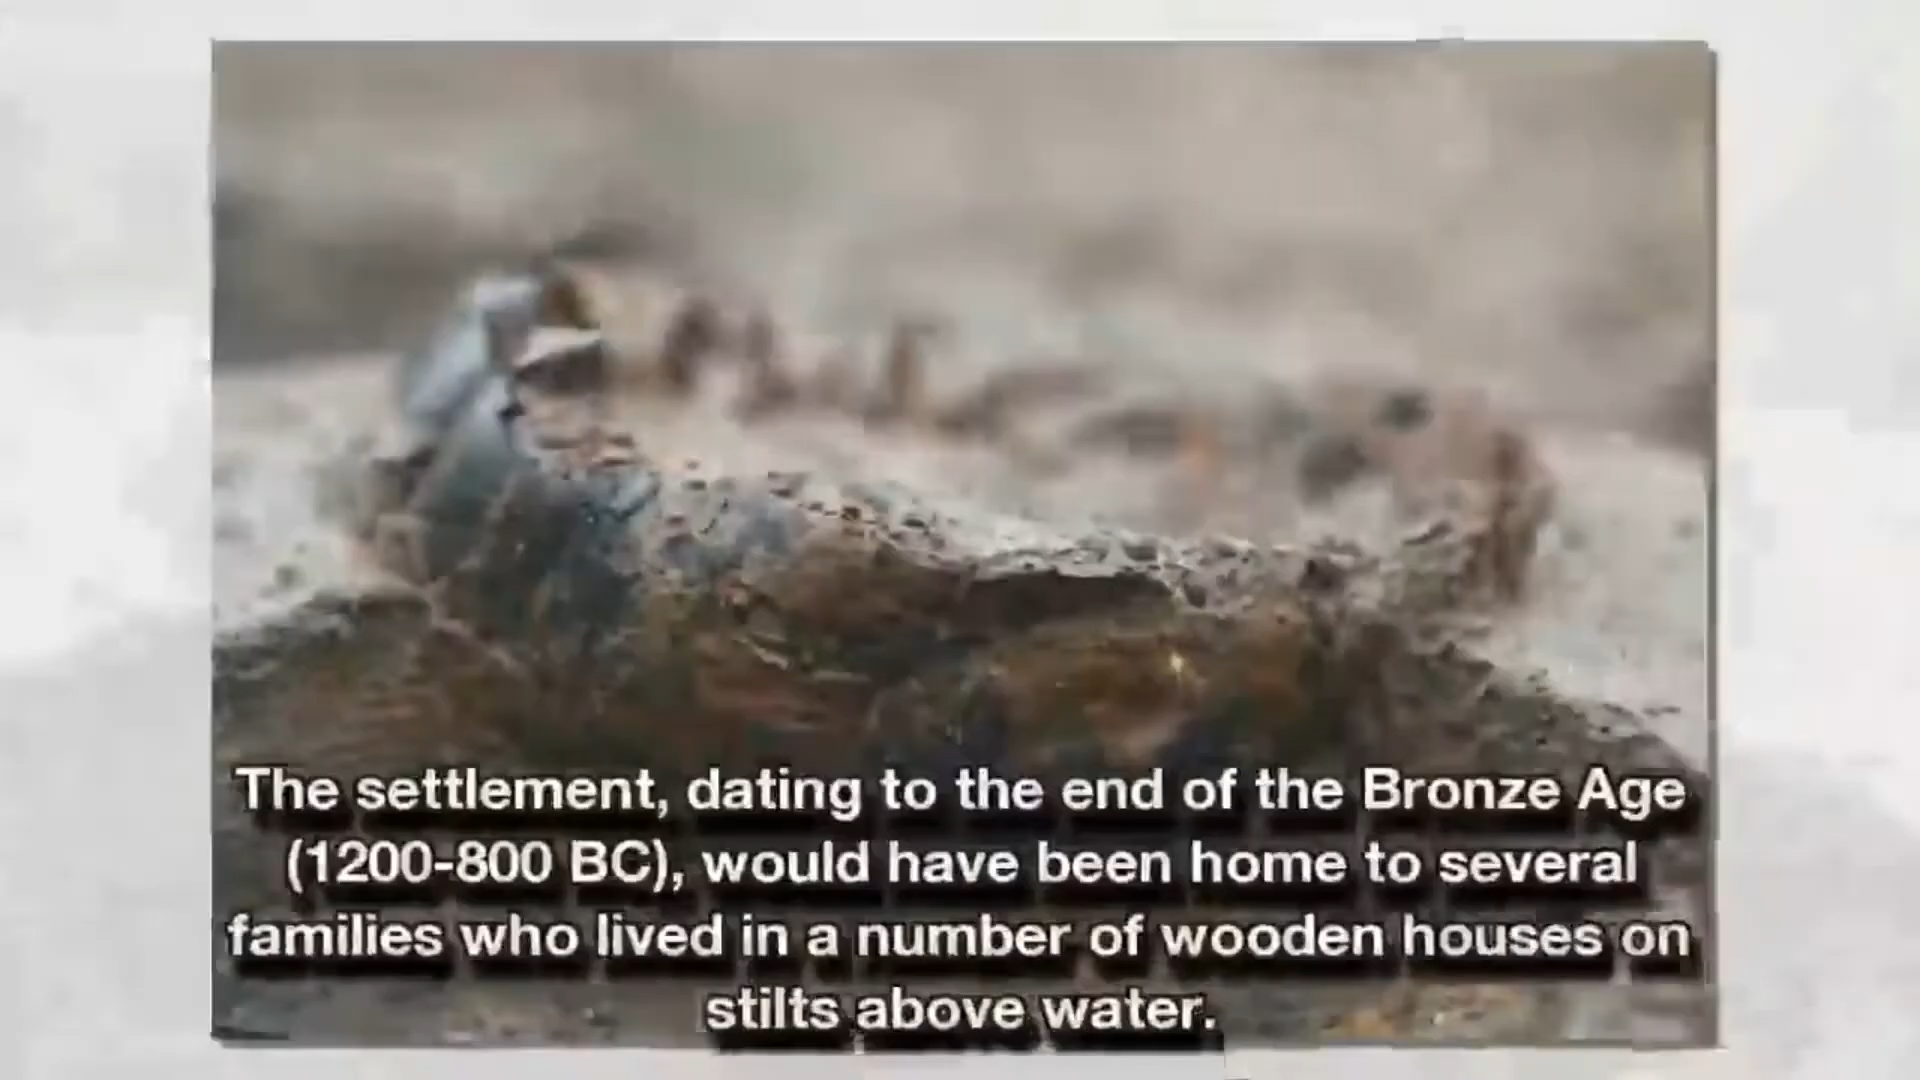 The settlement, dating to the end of the Bronze Age
(1200-800 BC), would have been home to several
families who lived in a number of wooden houses on
stilts above water.